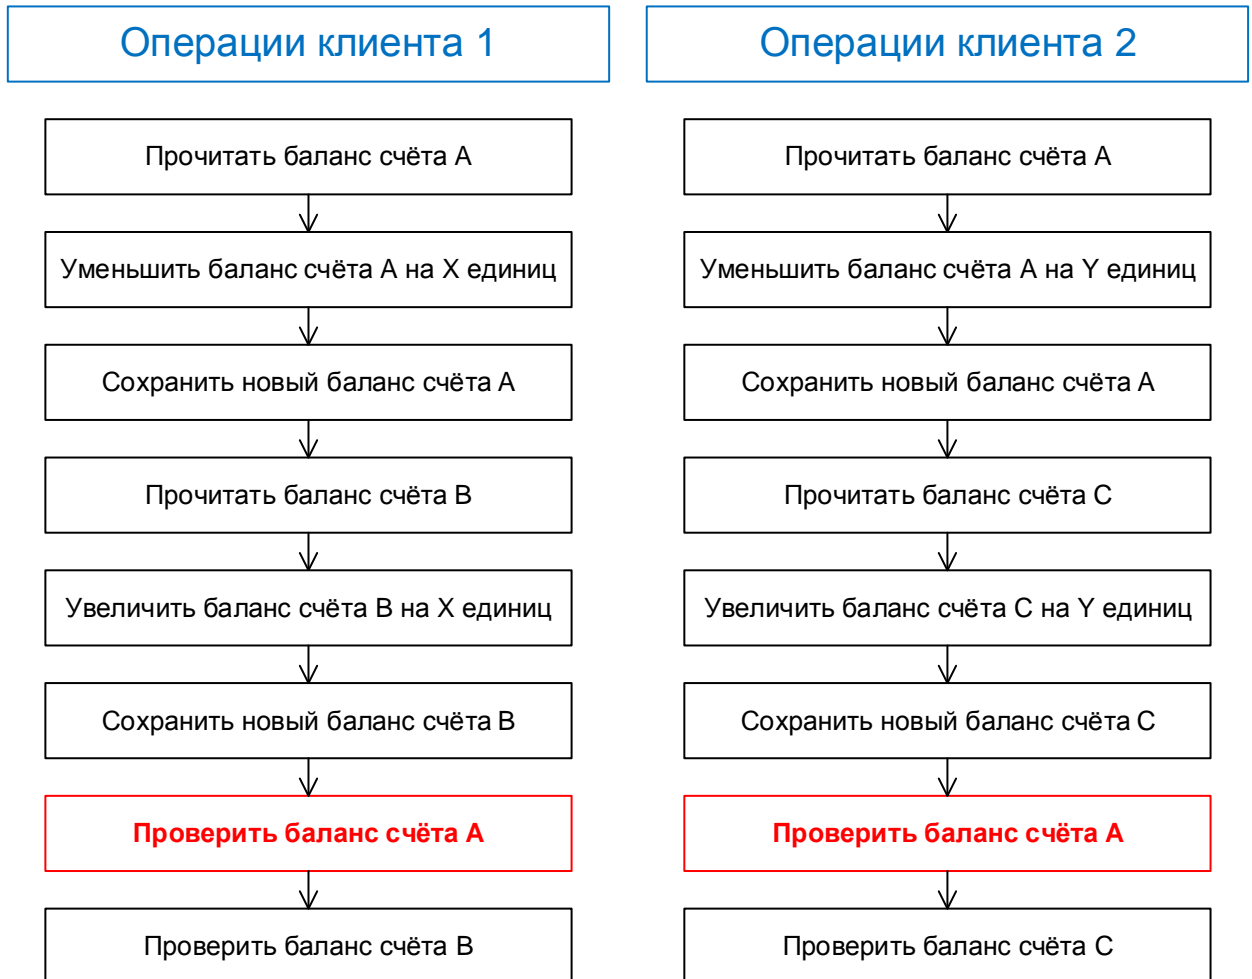 Операции клиента 1
Прочитать баланс счёта A
Уменьшить баланс счёта A на X единиц
Сохранить новый баланс счёта A
Прочитать баланс счёта B
Увеличить баланс счёта B на X единиц
Сохранить новый баланс счёта B
Проверить баланс счёта A
Проверить баланс счёта B
Операции клиента 2
Прочитать баланс счёта A
Уменьшить баланс счёта A на Y единиц
Сохранить новый баланс счёта A
Прочитать баланс счёта C
Увеличить баланс счёта C на Y единиц
Сохранить новый баланс счёта C
Проверить баланс счёта A
Проверить баланс счёта C